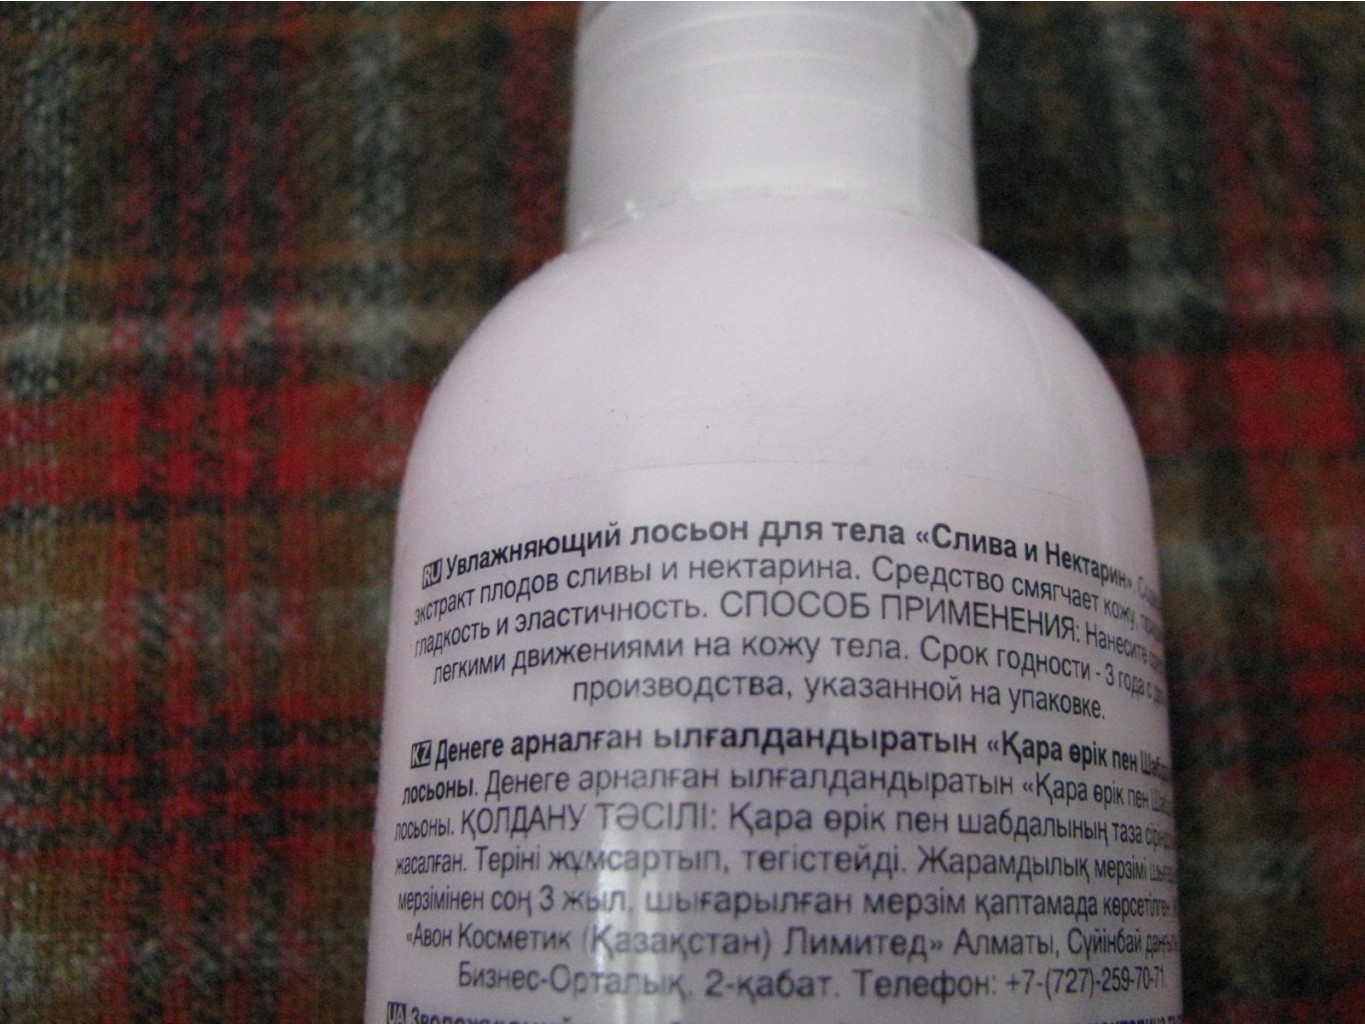 RU Увлажняющий лосьон для тела «Слива и Нектарин».
экстракт плодов сливы и нектарина. Средство смягчает кожу,
гладкость и эластичность. СПОСОБ ПРИМЕНЕНИЯ: Нанесите
легкими движениями на кожу тела. Срок годности - 3 года с
производства, указанной на упаковке.
KZ Денеге арналған ылғалдандыратын «Қара өрік пен
лосьоны. Денеге арналған ылғалдандыратын «Қара өрік пен
лосьоны. ҚОЛДАНУ ТӘСІЛІ: Қара өрік пен шабдалының таза
жасалған. Теріні жұмсартып, тегістейді. Жарамдылық мерзімі
мерзімінен соң 3 жыл, шығарылған мерзім қаптамада көрсетілген.
«Авон Косметик (Қазақстан) Лимитед» Алматы, Сүйінбай
Бизнес-Орталық, 2-қабат. Телефон: +7-(727)-259-70-71.
UA